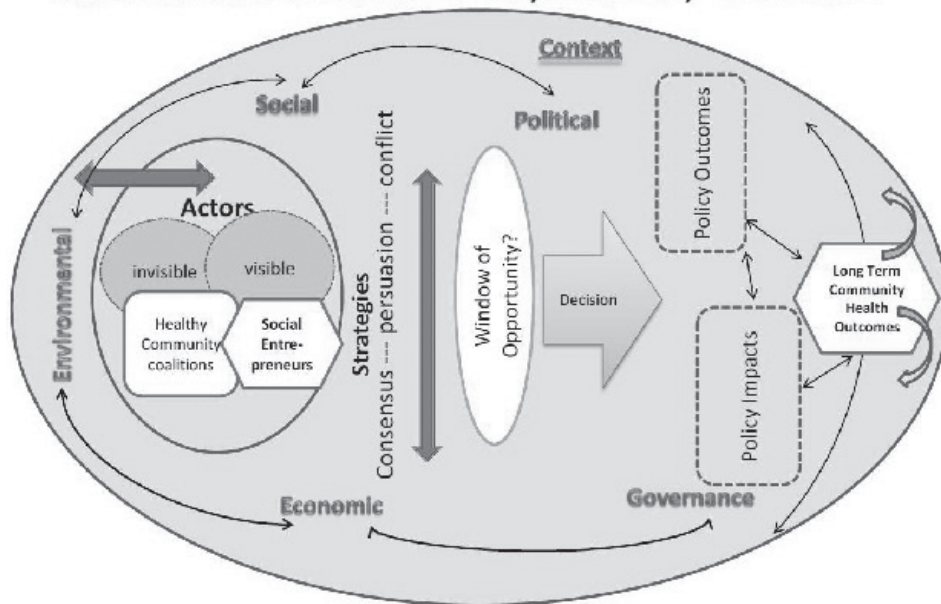 Context
Social
Political
Environmental
Actors
invisible
visible
Healthy
Community
coalitions
Social
Entre-
preneurs
Strategies
Consensus --- persuasion --- conflict
Window of
Opportunity?
Decision
Policy Outcomes
Policy Impacts
Long Term
Community
Health
Outcomes
Economic
Governance